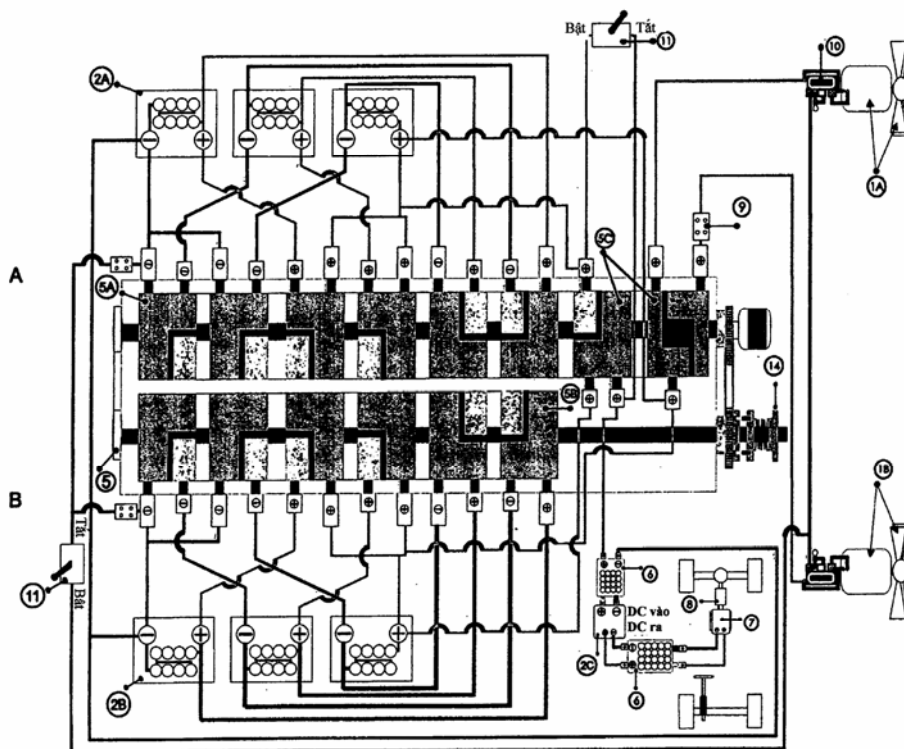 Bật Tắt
11
10
2A
1A
9
5C
A
5A
14
5B
5
1B
B
Tắt
11
Bật
6
8
DC vào
7
DC ra
2C
6
2B